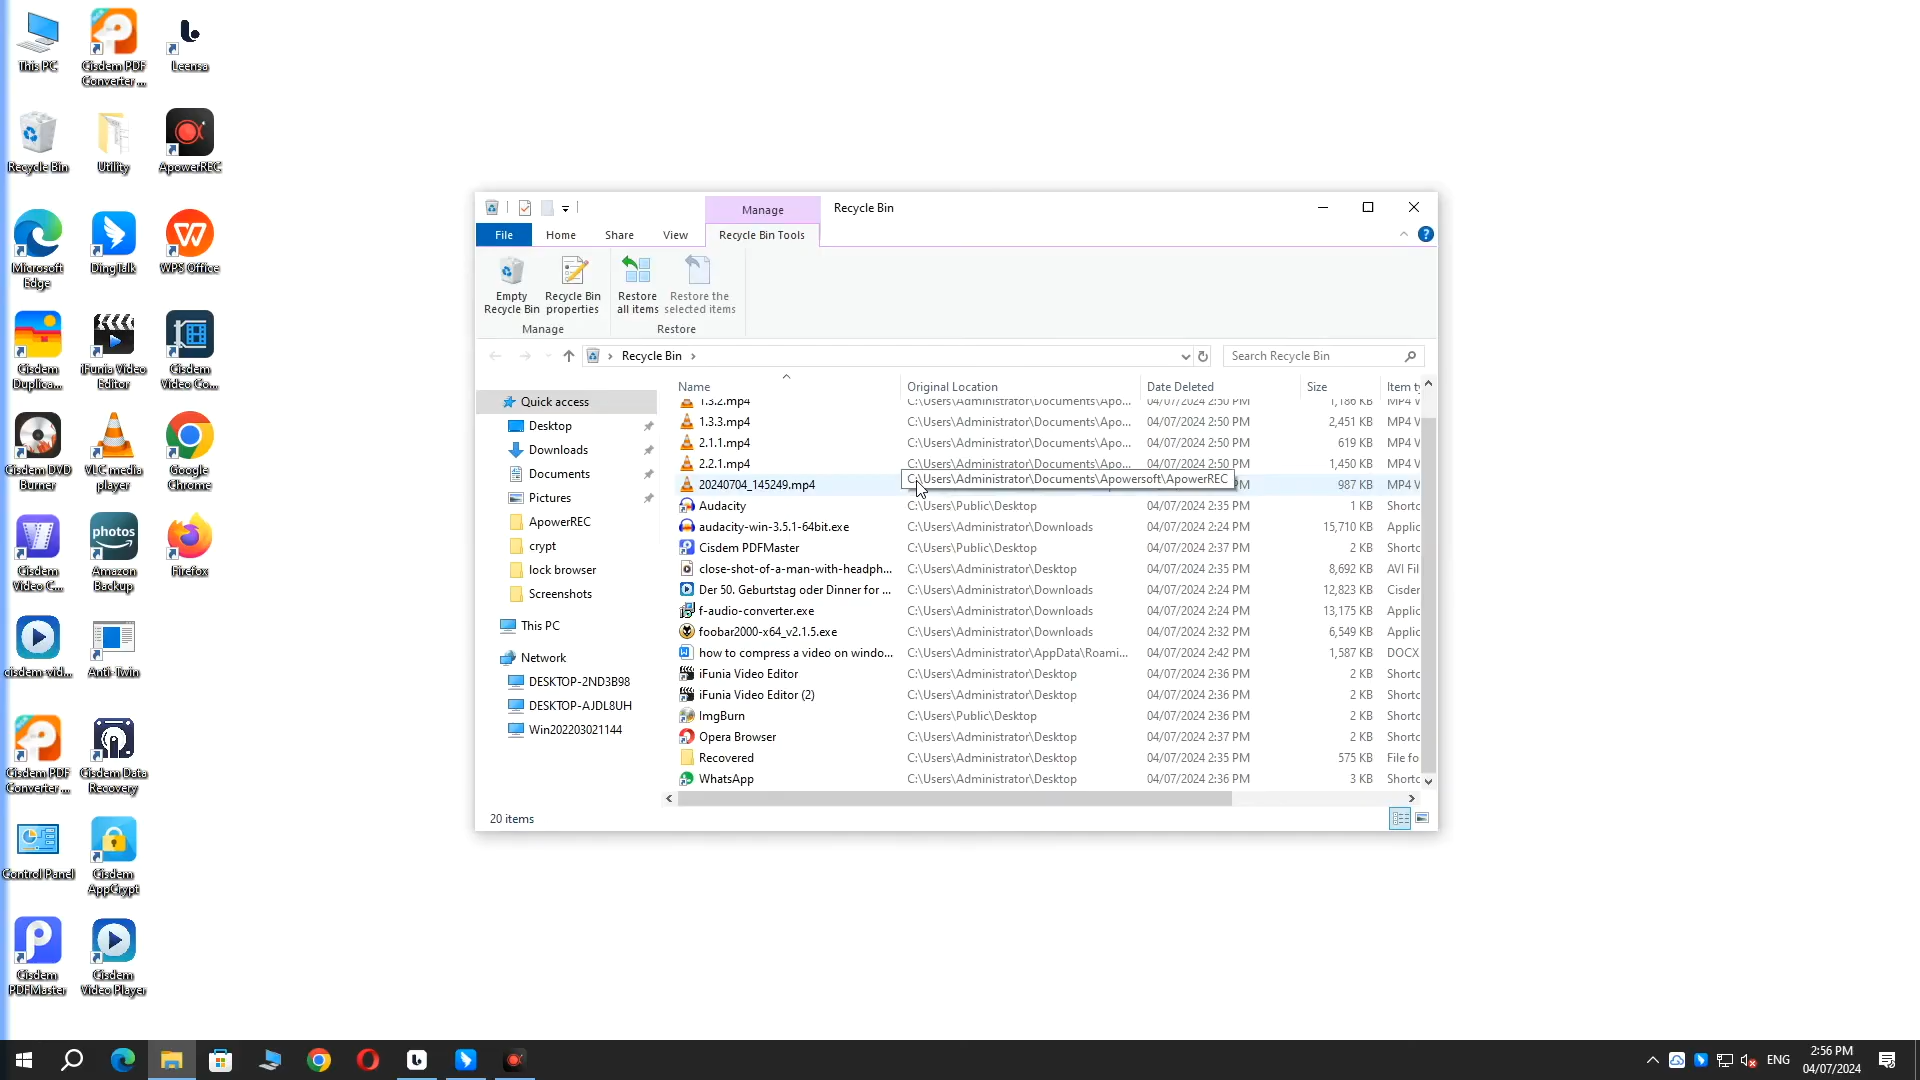 This PC
Cisdem PDF
Converter ...
Leensa
Recycle Bin
Utility
ApowerREC
Microsoft
Edge
DingTalk
WPS Office
Cisdem
Duplica...
iFunia Video
Editor
Cisdem
Video Co...
Cisdem DVD
Burner
VLC media
player
Google
Chrome
Cisdem
Video C...
photos
Amazon
Backup
Firefox
cisdem-vid...
Anti-Twin
Cisdem PDF
Converter ...
Cisdem Data
Recovery
Control Panel
Cisdem
AppCrypt
Cisdem
PDFMaster
Cisdem
Video Player
Manage
Recycle Bin
File
Home
Share
View
Recycle Bin Tools
Empty
Recycle Bin
Recycle Bin
properties
Restore
all items
Restore the
selected items
Manage
Restore
Recycle Bin
Search Recycle Bin
Quick access
Desktop
Downloads
Documents
Pictures
ApowerREC
crypt
lock browser
Screenshots
This PC
Network
DESKTOP-2ND3B98
DESKTOP-AJDL8UH
Win202203021144
Name Original Location Date Deleted Size Item ty
1.3.2.mp4 C:\Users\Administrator\Documents\Apo... 04/07/2024 2:50 PM 1,186 KB MP4 V
1.3.3.mp4 C:\Users\Administrator\Documents\Apo... 04/07/2024 2:50 PM 2,451 KB MP4 V
2.1.1.mp4 C:\Users\Administrator\Documents\Apo... 04/07/2024 2:50 PM 619 KB MP4 V
2.2.1.mp4 C:\Users\Administrator\Documents\Apo... 04/07/2024 2:50 PM 1,450 KB MP4 V
20240704_145249.mp4 C:\Users\Administrator\Documents\Apowersoft\ApowerREC PM 987 KB MP4 V
Audacity C:\Users\Public\Desktop 04/07/2024 2:35 PM 1 KB Shortc
audacity-win-3.5.1-64bit.exe C:\Users\Administrator\Downloads 04/07/2024 2:24 PM 15,710 KB Applic
Cisdem PDFMaster C:\Users\Public\Desktop 04/07/2024 2:37 PM 2 KB Shortc
close-shot-of-a-man-with-headph... C:\Users\Administrator\Desktop 04/07/2024 2:35 PM 8,692 KB AVI Fil
Der 50. Geburtstag oder Dinner for ... C:\Users\Administrator\Downloads 04/07/2024 2:24 PM 12,823 KB Cisder
f-audio-converter.exe C:\Users\Administrator\Downloads 04/07/2024 2:24 PM 13,175 KB Applic
foobar2000-x64_v2.1.5.exe C:\Users\Administrator\Downloads 04/07/2024 2:32 PM 6,549 KB Applic
how to compress a video on windo... C:\Users\Administrator\AppData\Roami... 04/07/2024 2:42 PM 1,587 KB DOCX
iFunia Video Editor C:\Users\Administrator\Desktop 04/07/2024 2:36 PM 2 KB Shortc
iFunia Video Editor (2) C:\Users\Administrator\Desktop 04/07/2024 2:36 PM 2 KB Shortc
ImgBurn C:\Users\Public\Desktop 04/07/2024 2:36 PM 2 KB Shortc
Opera Browser C:\Users\Administrator\Desktop 04/07/2024 2:37 PM 2 KB Shortc
Recovered C:\Users\Administrator\Desktop 04/07/2024 2:35 PM 575 KB File fo
WhatsApp C:\Users\Administrator\Desktop 04/07/2024 2:36 PM 3 KB Shortc
20 items
ENG
2:56 PM
04/07/2024